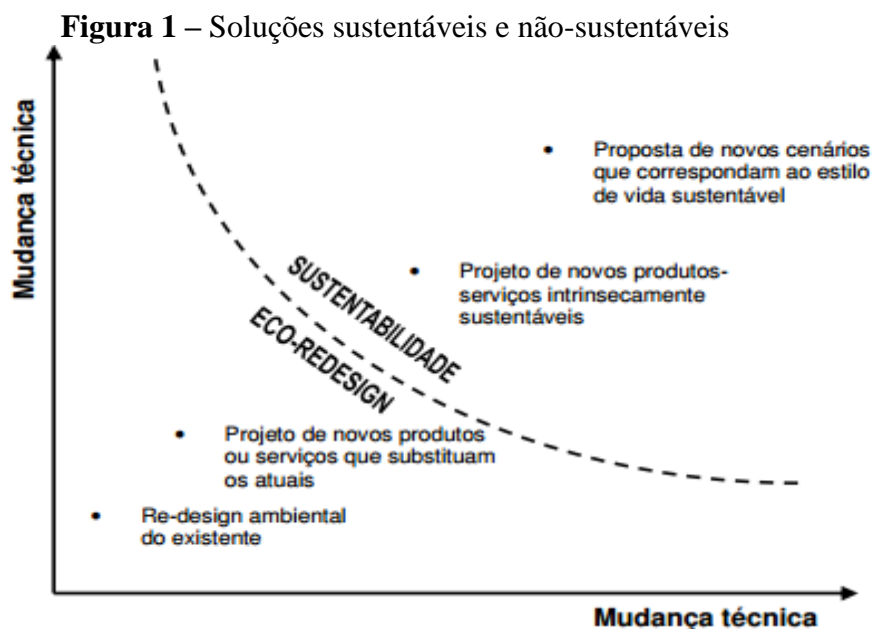 Figura 1 – Soluções sustentáveis e não-sustentáveis
Mudança técnica
• Proposta de novos cenários
que correspondam ao estilo
de vida sustentável
• Projeto de novos produtos-
serviços intrinsecamente
sustentáveis
SUSTENTABILIDADE
ECO-REDESIGN
• Projeto de novos produtos
ou serviços que substituam
os atuais
• Re-design ambiental
do existente
Mudança técnica